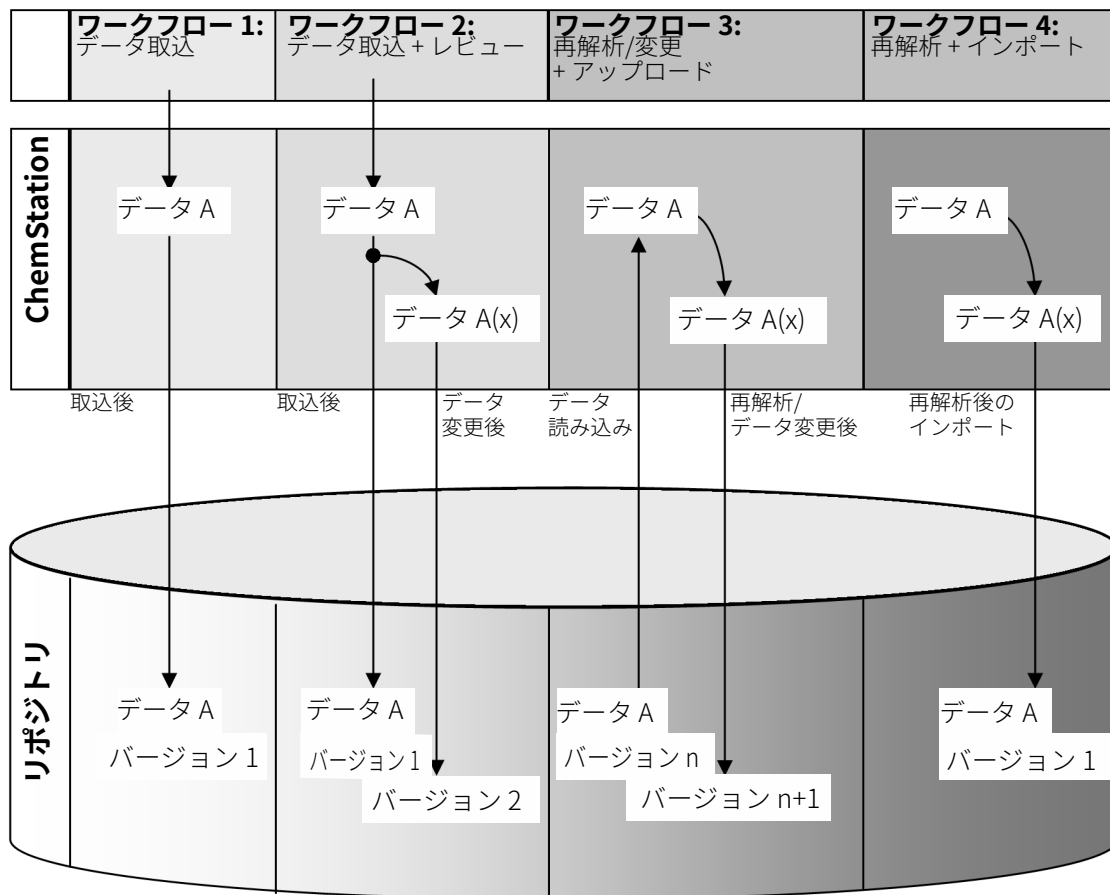 ワークフロー 1:
データ取込
ワークフロー 2:
データ取込 + レビュー
ワークフロー 3:
再解析/変更
+ アップロード
ワークフロー 4:
再解析 + インポート
ChemStation
データ A
データ A
データ A(x)
データ A
データ A(x)
データ A
データ A(x)
取込後
取込後
データ
変更後
データ
読み込み
再解析/
データ変更後
再解析後の
インポート
リポジトリ
データ A
バージョン 1
データ A
バージョン 1
バージョン 2
データ A
バージョン n
バージョン n+1
データ A
バージョン 1